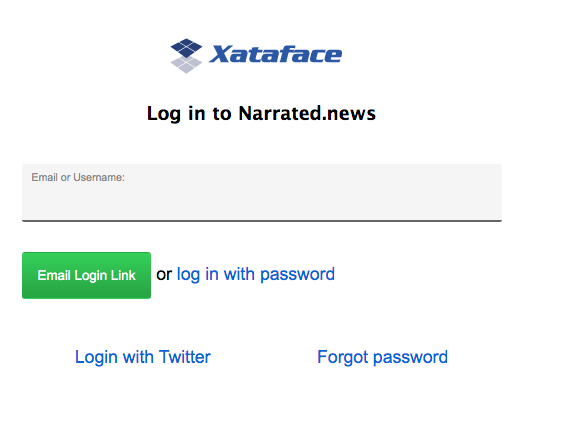 Xataface
Log in to Narrated.news
Email or Username:
Email Login Link or log in with password
Login with Twitter Forgot password